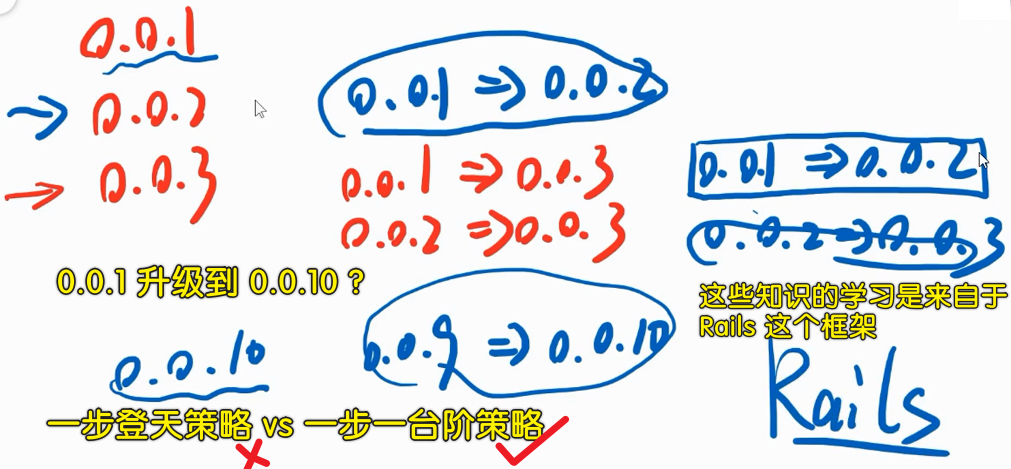 0.0.1
0.0.2
0.0.3
0.0.1 => 0.0.2
0.0.1 => 0.0.3
0.0.2 => 0.0.3
0.0.1 => 0.0.2
0.0.2 => 0.0.3
0.0.1 升级到 0.0.10 ?
0.0.10
0.0.9 => 0.0.10
这些知识的学习是来自于
Rails 这个框架
Rails
一步登天策略 vs 一步一台阶策略